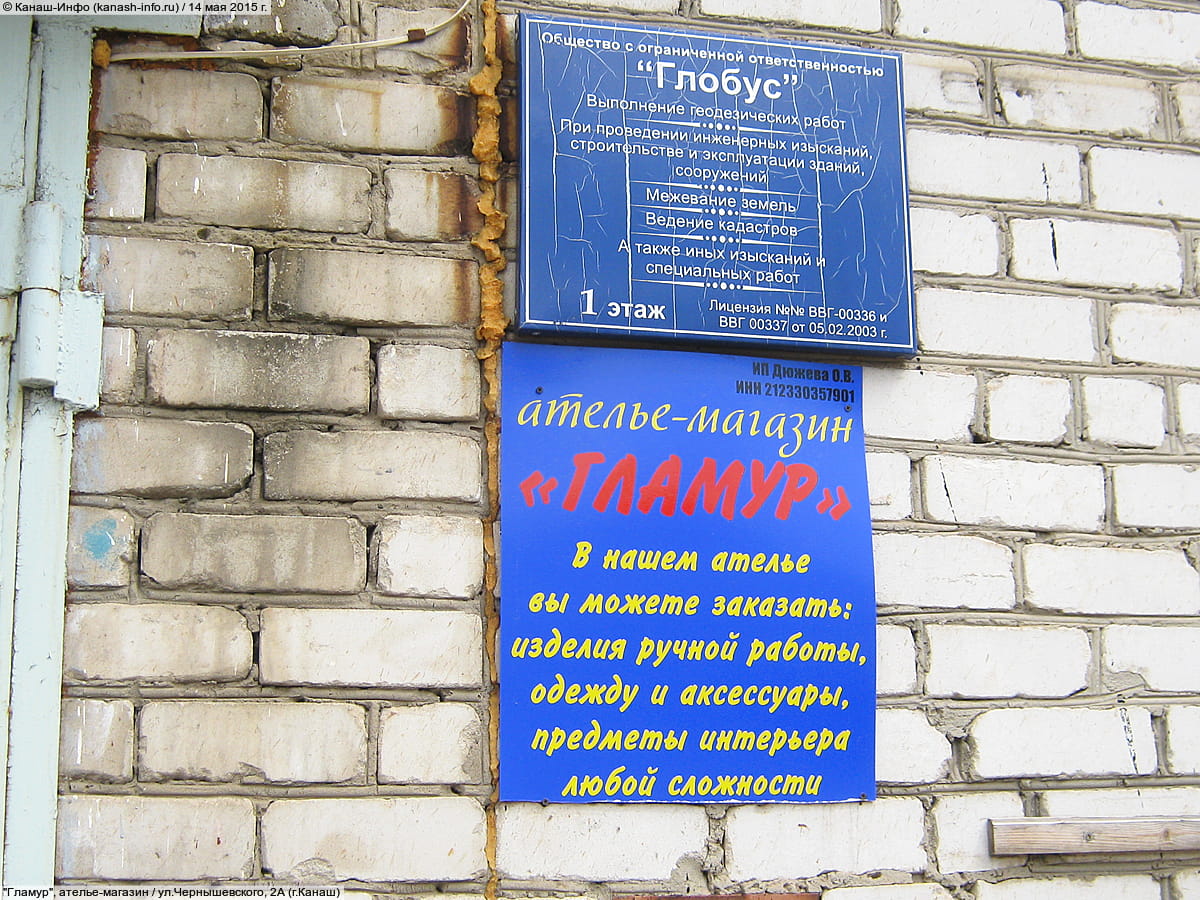 © Канаш-Инфо (kanash-info.ru) / 14 мая 2015 г.
Общество с ограниченной ответственностью
“Глобус”
Выполнение геодезических работ
При проведении инженерных изысканий,
строительстве и эксплуатации зданий,
сооружений
Межевание земель
Ведение кадастров
А также иных изысканий и
специальных работ
1 этаж
Лицензия №№ ВВГ-00336 и
ВВГ 00337 от 05.02.2003 г.
ИП Дюжева О.В.
ИНН 212330357901
ателье-магазин
«ГЛАМУР»
В нашем ателье
вы можете заказать:
изделия ручной работы,
одежду и аксессуары,
предметы интерьера
любой сложности
"Гламур", ателье-магазин / ул.Чернышевского, 2А (г.Канаш)